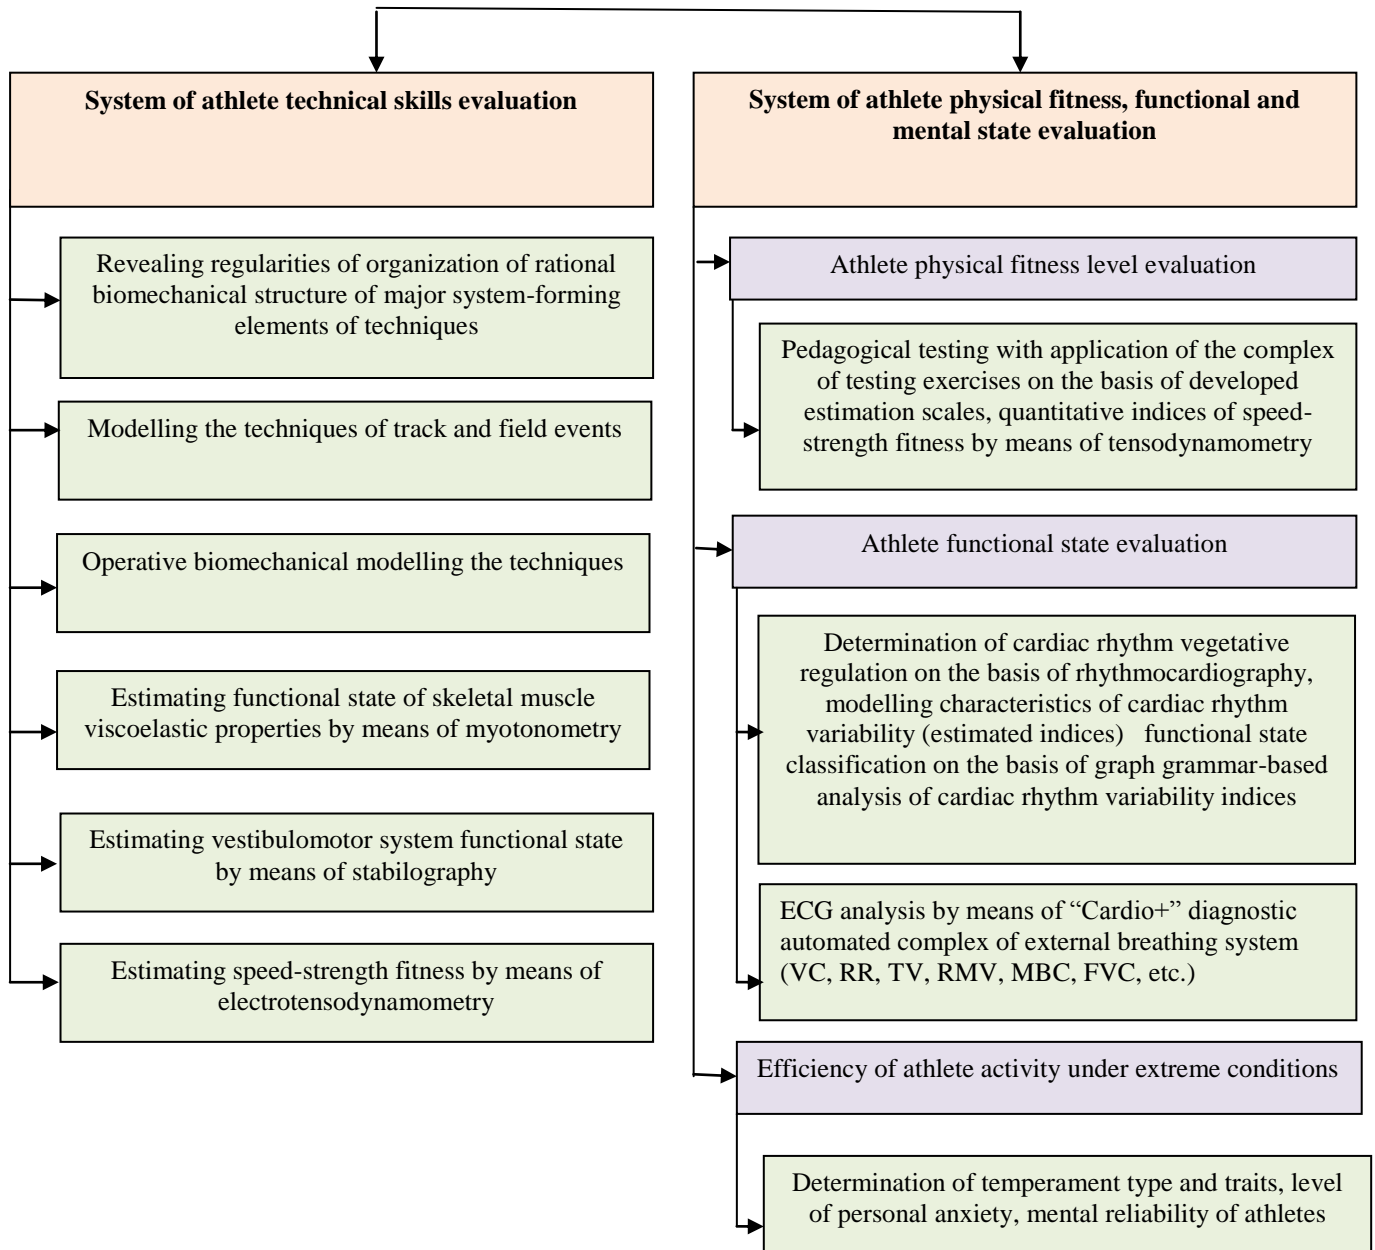 System of athlete technical skills evaluation
Revealing regularities of organization of rational
biomechanical structure of major system-forming
elements of techniques
Modelling the techniques of track and field events
Operative biomechanical modelling the techniques
Estimating functional state of skeletal muscle
viscoelastic properties by means of myotonometry
Estimating vestibulomotor system functional state
by means of stabilography
Estimating speed-strength fitness by means of
electrotensodynamometry
System of athlete physical fitness, functional and
mental state evaluation
Athlete physical fitness level evaluation
Pedagogical testing with application of the complex
of testing exercises on the basis of developed
estimation scales, quantitative indices of speed-
strength fitness by means of tensodynamometry
Athlete functional state evaluation
Determination of cardiac rhythm vegetative
regulation on the basis of rhythmocardiography,
modelling characteristics of cardiac rhythm
variability (estimated indices)   functional state
classification on the basis of graph grammar-based
analysis of cardiac rhythm variability indices
ECG analysis by means of “Cardio+” diagnostic
automated complex of external breathing system
(VC, RR, TV, RMV, MBC, FVC, etc.)
Efficiency of athlete activity under extreme conditions
Determination of temperament type and traits, level
of personal anxiety, mental reliability of athletes